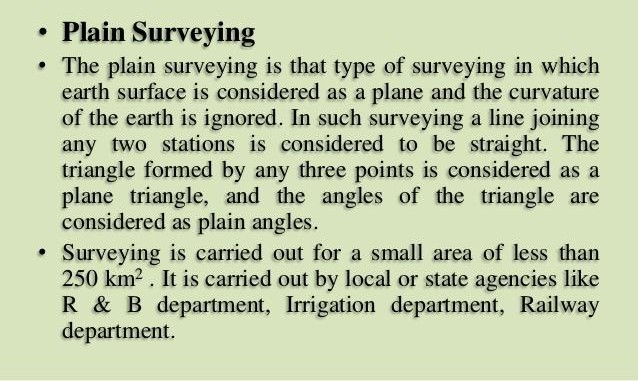 • Plain Surveying
• The plain surveying is that type of surveying in which
earth surface is considered as a plane and the curvature
of the earth is ignored. In such surveying a line joining
any two stations is considered to be straight. The
triangle formed by any three points is considered as a
plane triangle, and the angles of the triangle are
considered as plain angles.
• Surveying is carried out for a small area of less than
250 km² . It is carried out by local or state agencies like
R & B department, Irrigation department, Railway
department.